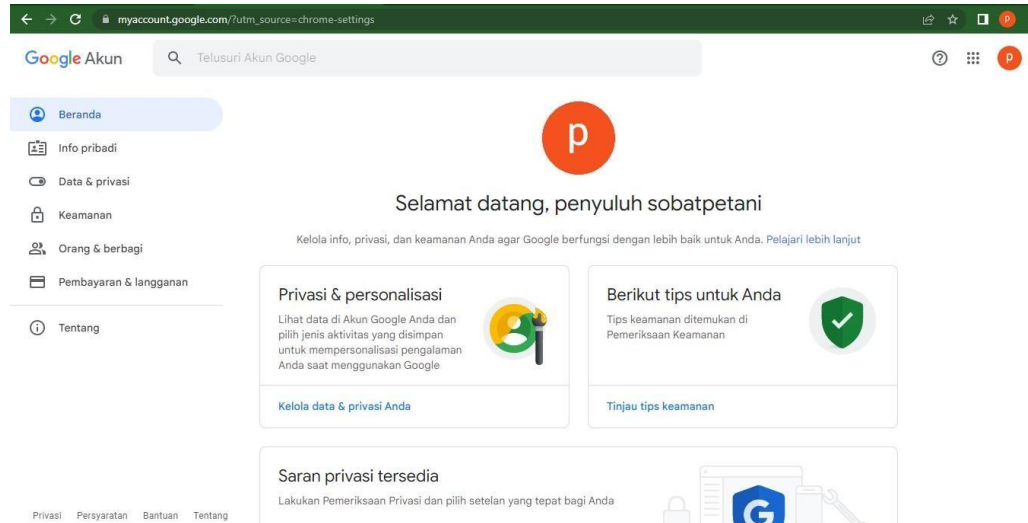 myaccount.google.com/?utm_source=chrome-settings
P
Google Akun
Telusuri Akun Google
P
Beranda
Info pribadi
Data & privasi
Keamanan
Orang & berbagi
Pembayaran & langganan
Tentang
p
Selamat datang, penyuluh sobatpetani
Kelola info, privasi, dan keamanan Anda agar Google berfungsi dengan lebih baik untuk Anda. Pelajari lebih lanjut
Privasi & personalisasi
Lihat data di Akun Google Anda dan
pilih jenis aktivitas yang disimpan
untuk mempersonalisasi pengalaman
Anda saat menggunakan Google
Kelola data & privasi Anda
Berikut tips untuk Anda
Tips keamanan ditemukan di
Pemeriksaan Keamanan
Tinjau tips keamanan
Saran privasi tersedia
Lakukan Pemeriksaan Privasi dan pilih setelan yang tepat bagi Anda
G
Privasi Persyaratan Bantuan Tentang